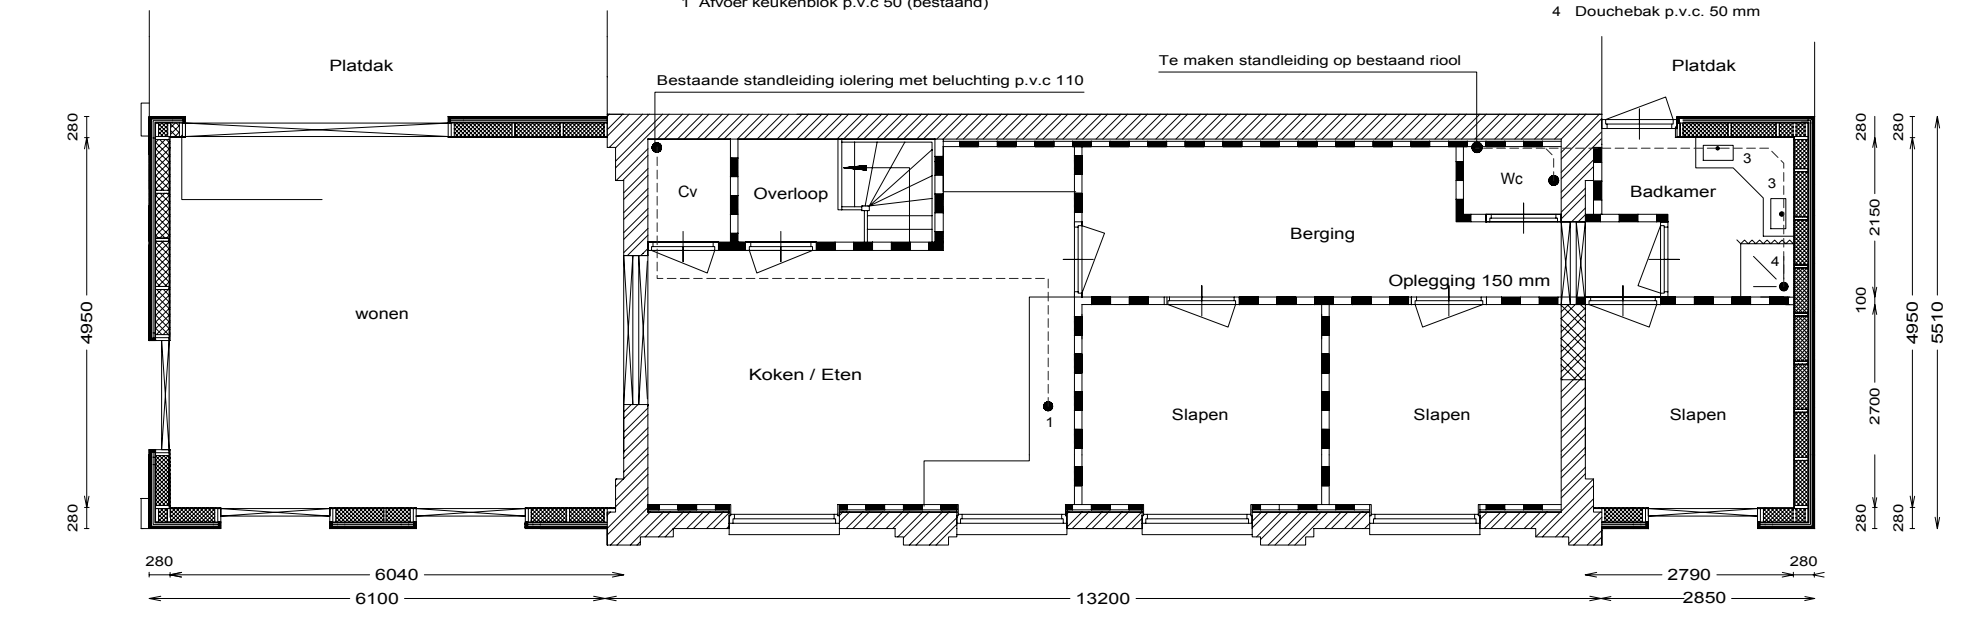 1 Afvoer keukenblok p.v.c 50 (bestaand)
4 Douchebak p.v.c. 50 mm
Platdak
Bestaande standleiding iolering met beluchting p.v.c 110
Te maken standleiding op bestaand riool
Platdak
280
280
280
Cv
Overloop
Wc
Badkamer
3
3
2150
Berging
4
Oplegging 150 mm
wonen
4950
100
4950
5510
Koken / Eten
1
Slapen
Slapen
Slapen
2700
280
280
280
280
6040
2790
280
6100
13200
2850